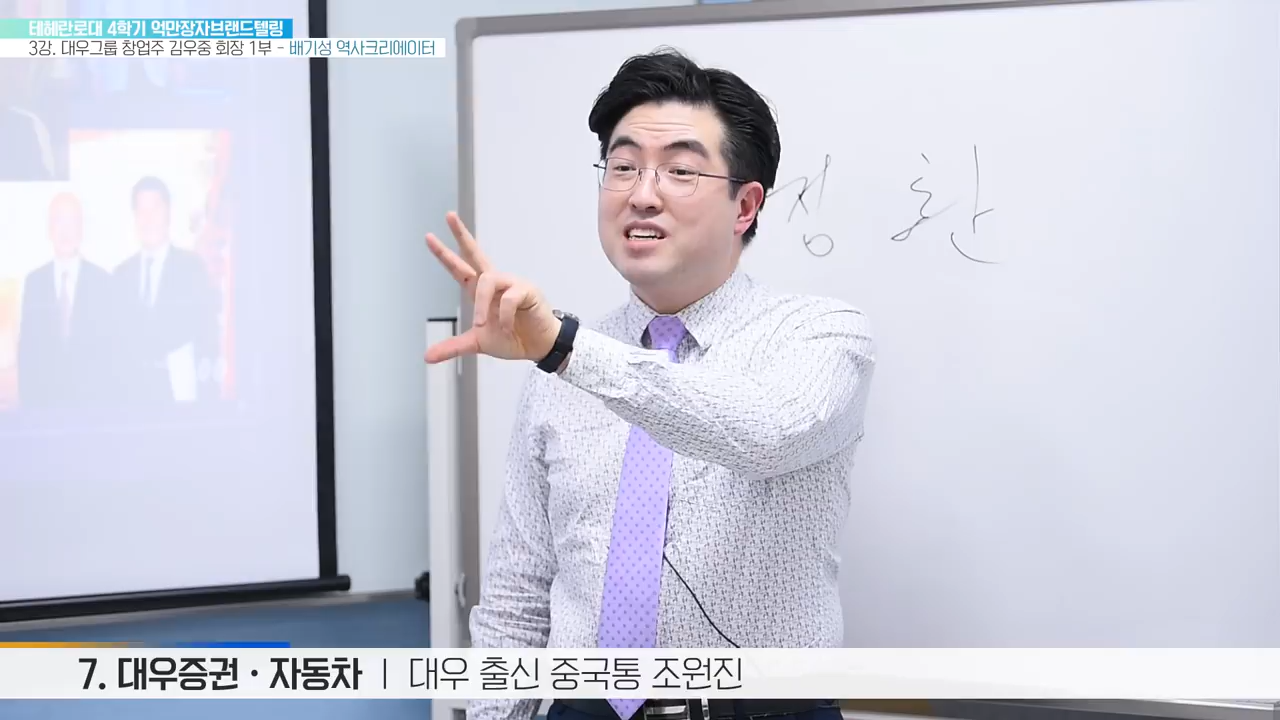 테헤란로대 4학기 억만장자브랜드텔링
3강. 대우그룹 창업주 김우중 회장 1부 - 배기성 역사크리에이터
정 환
7. 대우증권 · 자동차 | 대우 출신 중국통 조원진